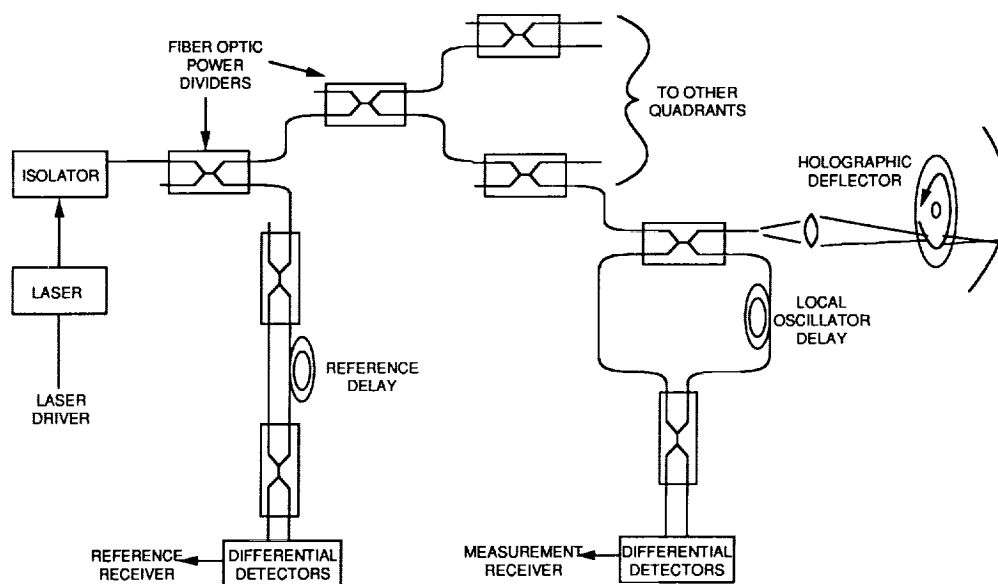 FIBER OPTIC
POWER
DIVIDERS
TO OTHER
QUADRANTS
ISOLATOR
HOLOGRAPHIC
DEFLECTOR
LASER
LOCAL
OSCILLATOR
DELAY
REFERENCE
DELAY
LASER
DRIVER
REFERENCE
RECEIVER
DIFFERENTIAL
DETECTORS
MEASUREMENT
RECEIVER
DIFFERENTIAL
DETECTORS